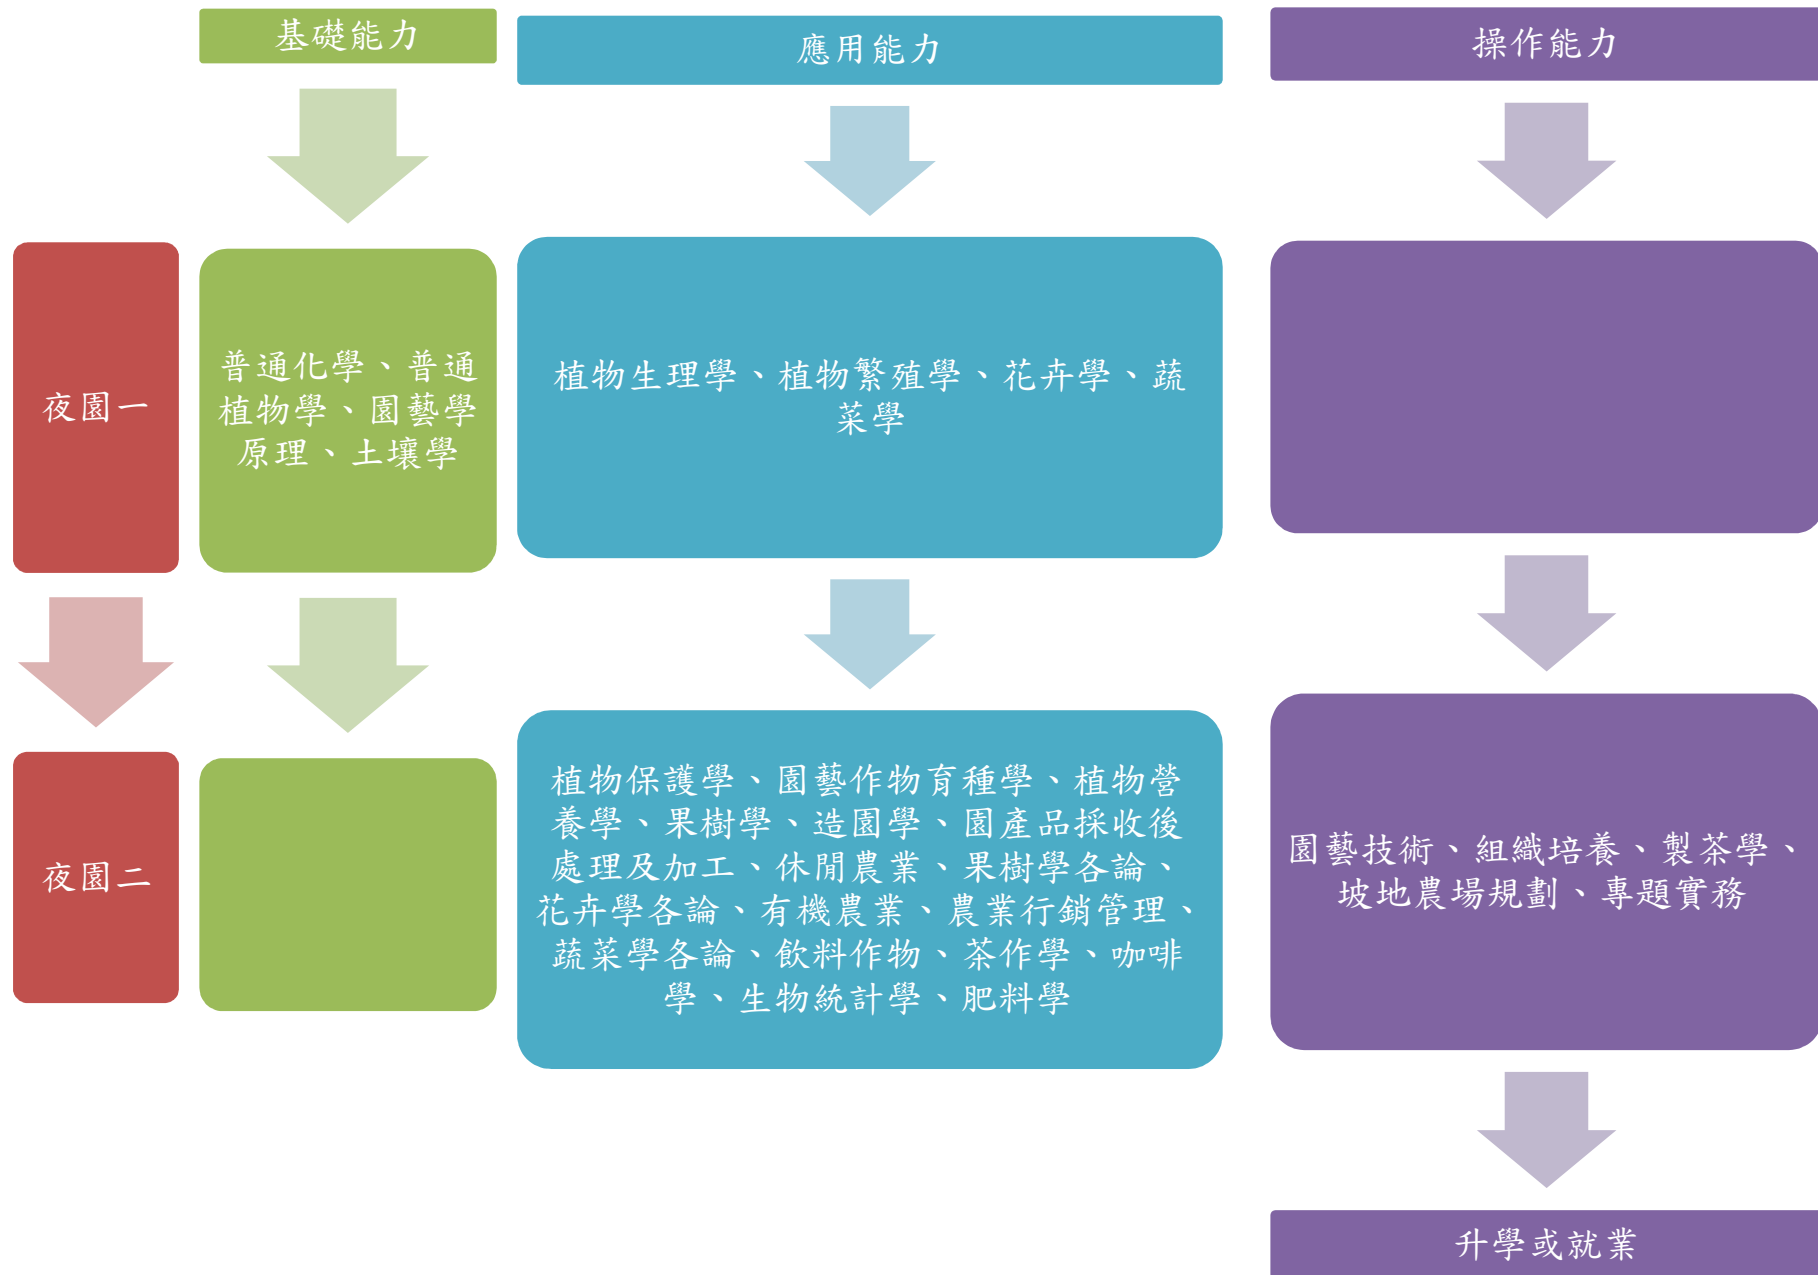 基礎能力
應用能力
操作能力
夜園一
普通化學、普通
植物學、園藝學
原理、土壤學
植物生理學、植物繁殖學、花卉學、蔬
菜學
夜園二
植物保護學、園藝作物育種學、植物營
養學、果樹學、造園學、園產品採收後
處理及加工、休閒農業、果樹學各論、
花卉學各論、有機農業、農業行銷管理、
蔬菜學各論、飲料作物、茶作學、咖啡
學、生物統計學、肥料學
園藝技術、組織培養、製茶學、
坡地農場規劃、專題實務
升學或就業